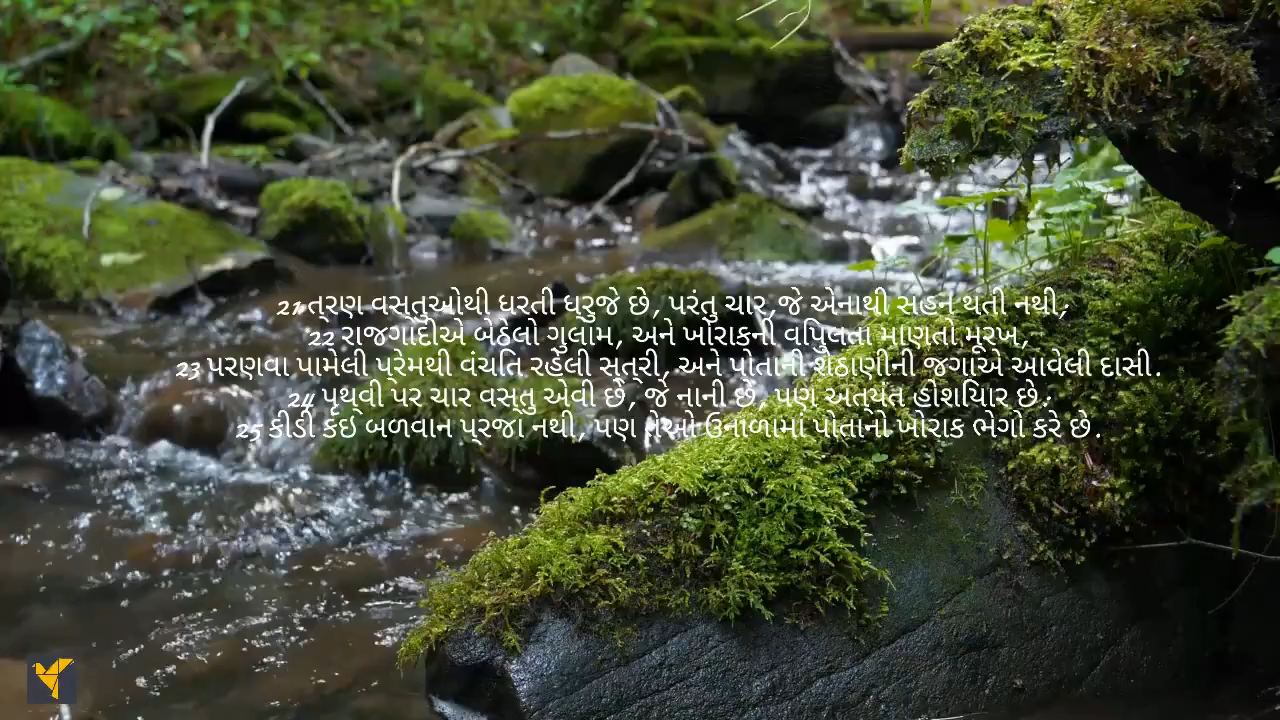 21 ત્રણ વસ્તુઓથી ધરતી ધ્રુજે છે, પરંતુ ચાર જે એનાથી સહન થતી નથી;
22 રાજગાદીએ બેઠેલો ગુલામ, અને ખોરાકની વિપુલતા માણતો મૂરખ,
23 પરણવા પામેલી પ્રેમથી વંચિત રહેલી સ્ત્રી, અને પોતાની શેઠાણીની જગાએ આવેલી દાસી.
24 પૃથ્વી પર ચાર વસ્તુ એવી છે, જે નાની છે, પણ અત્યંત હોશિયાર છે:
25 કીડી કંઇ બળવાન પ્રજા નથી, પણ તેઓ ઉનાળામાં પોતાનો ખોરાક ભેગો કરે છે.